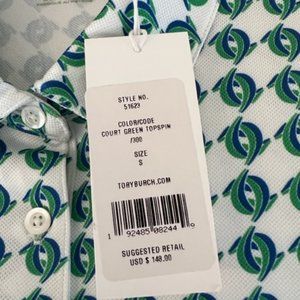 STYLE NO.
51623
COLOR/CODE
COURT GREEN TOPSPIN
/300
SIZE
S
TORYBURCH.COM
1 92485 08244 9
SUGGESTED RETAIL
USD $ 148.00